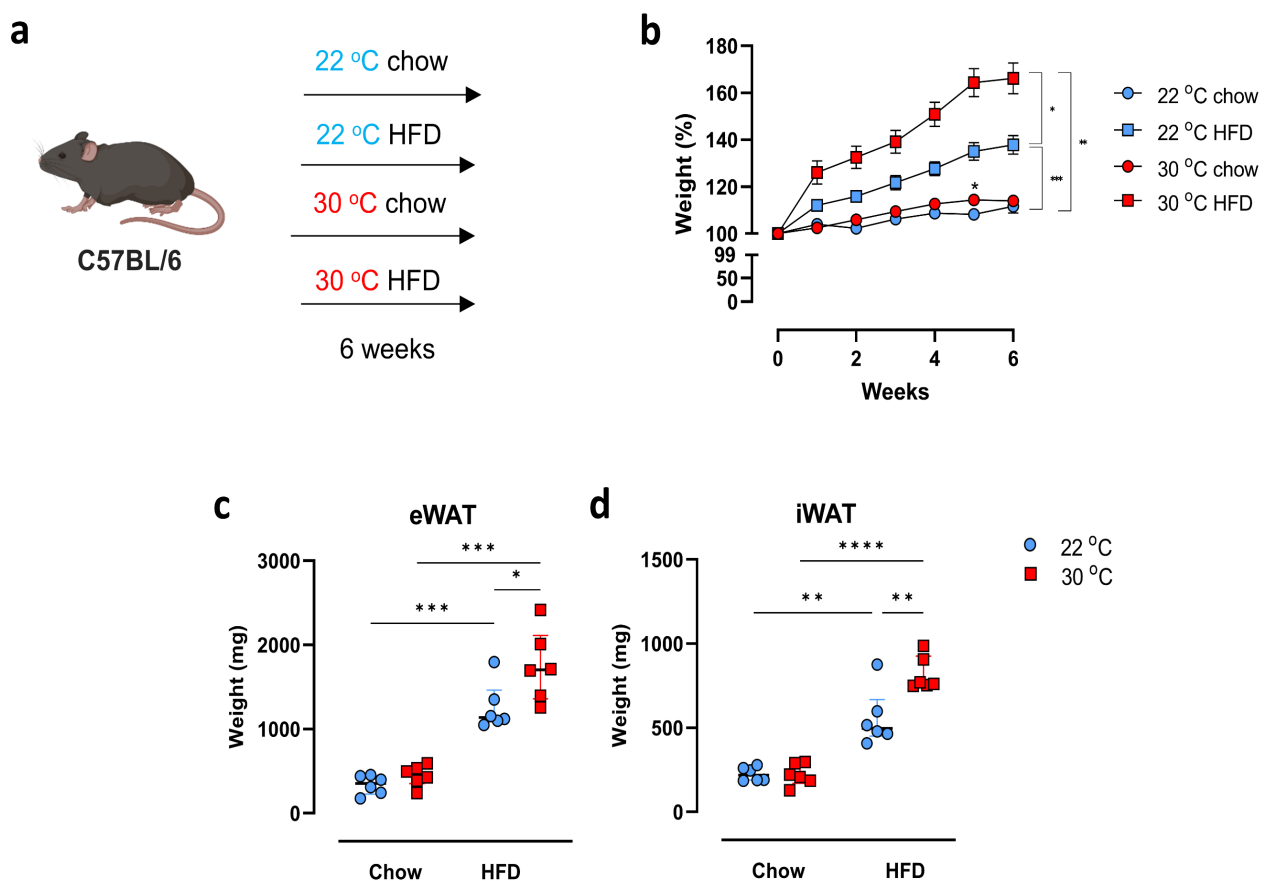 a
22 °C chow
22 °C HFD
30 °C chow
30 °C HFD
6 weeks
C57BL/6
b
180
160
140
120
100
99
50
0
Weight (%)
0 2 4 6
Weeks
*
*
**
***
22 °C chow
22 °C HFD
30 °C chow
30 °C HFD
c
eWAT
***
*
***
3000
2000
1000
0
Weight (mg)
Chow HFD
d
iWAT
****
** **
1500
1000
500
0
Weight (mg)
Chow HFD
22 °C
30 °C